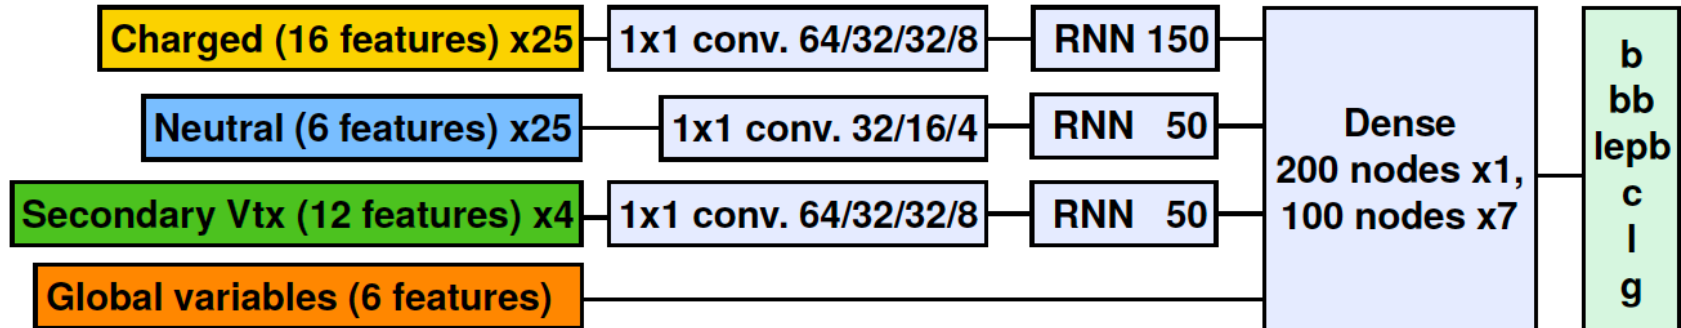 Charged (16 features) x25
1x1 conv. 64/32/32/8
RNN 150
Neutral (6 features) x25
1x1 conv. 32/16/4
RNN 50
Secondary Vtx (12 features) x4
1x1 conv. 64/32/32/8
RNN 50
Global variables (6 features)
Dense
200 nodes x1,
100 nodes x7
b
bb
lepb
c
l
g